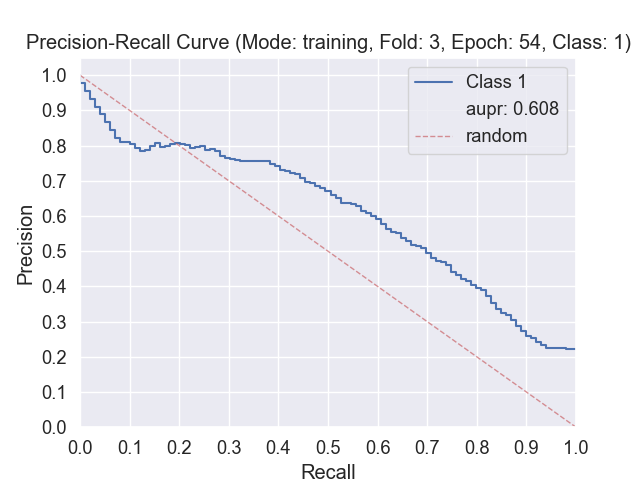 Precision-Recall Curve (Mode: training, Fold: 3, Epoch: 54, Class: 1)
1.0
0.9
0.8
0.7
0.6
0.5
0.4
0.3
0.2
0.1
0.0
Precision
Class 1
aupr: 0.608
random
0.0 0.1 0.2 0.3 0.4 0.5 0.6 0.7 0.8 0.9 1.0
Recall